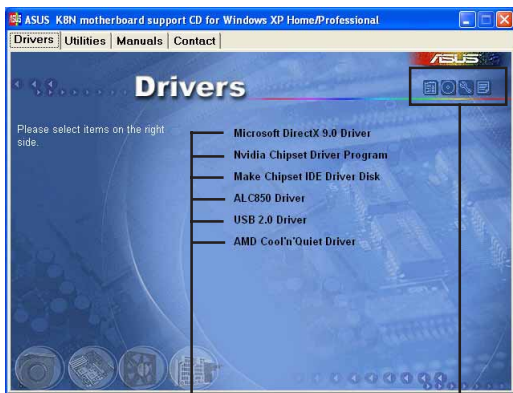 ASUS K8N motherboard support CD for Windows XP Home/Professional
Drivers Utilities Manuals Contact
ASUS
Drivers
Please select items on the right
side.
Microsoft DirectX 9.0 Driver
Nvidia Chipset Driver Program
Make Chipset IDE Driver Disk
ALC850 Driver
USB 2.0 Driver
AMD Cool'n'Quiet Driver